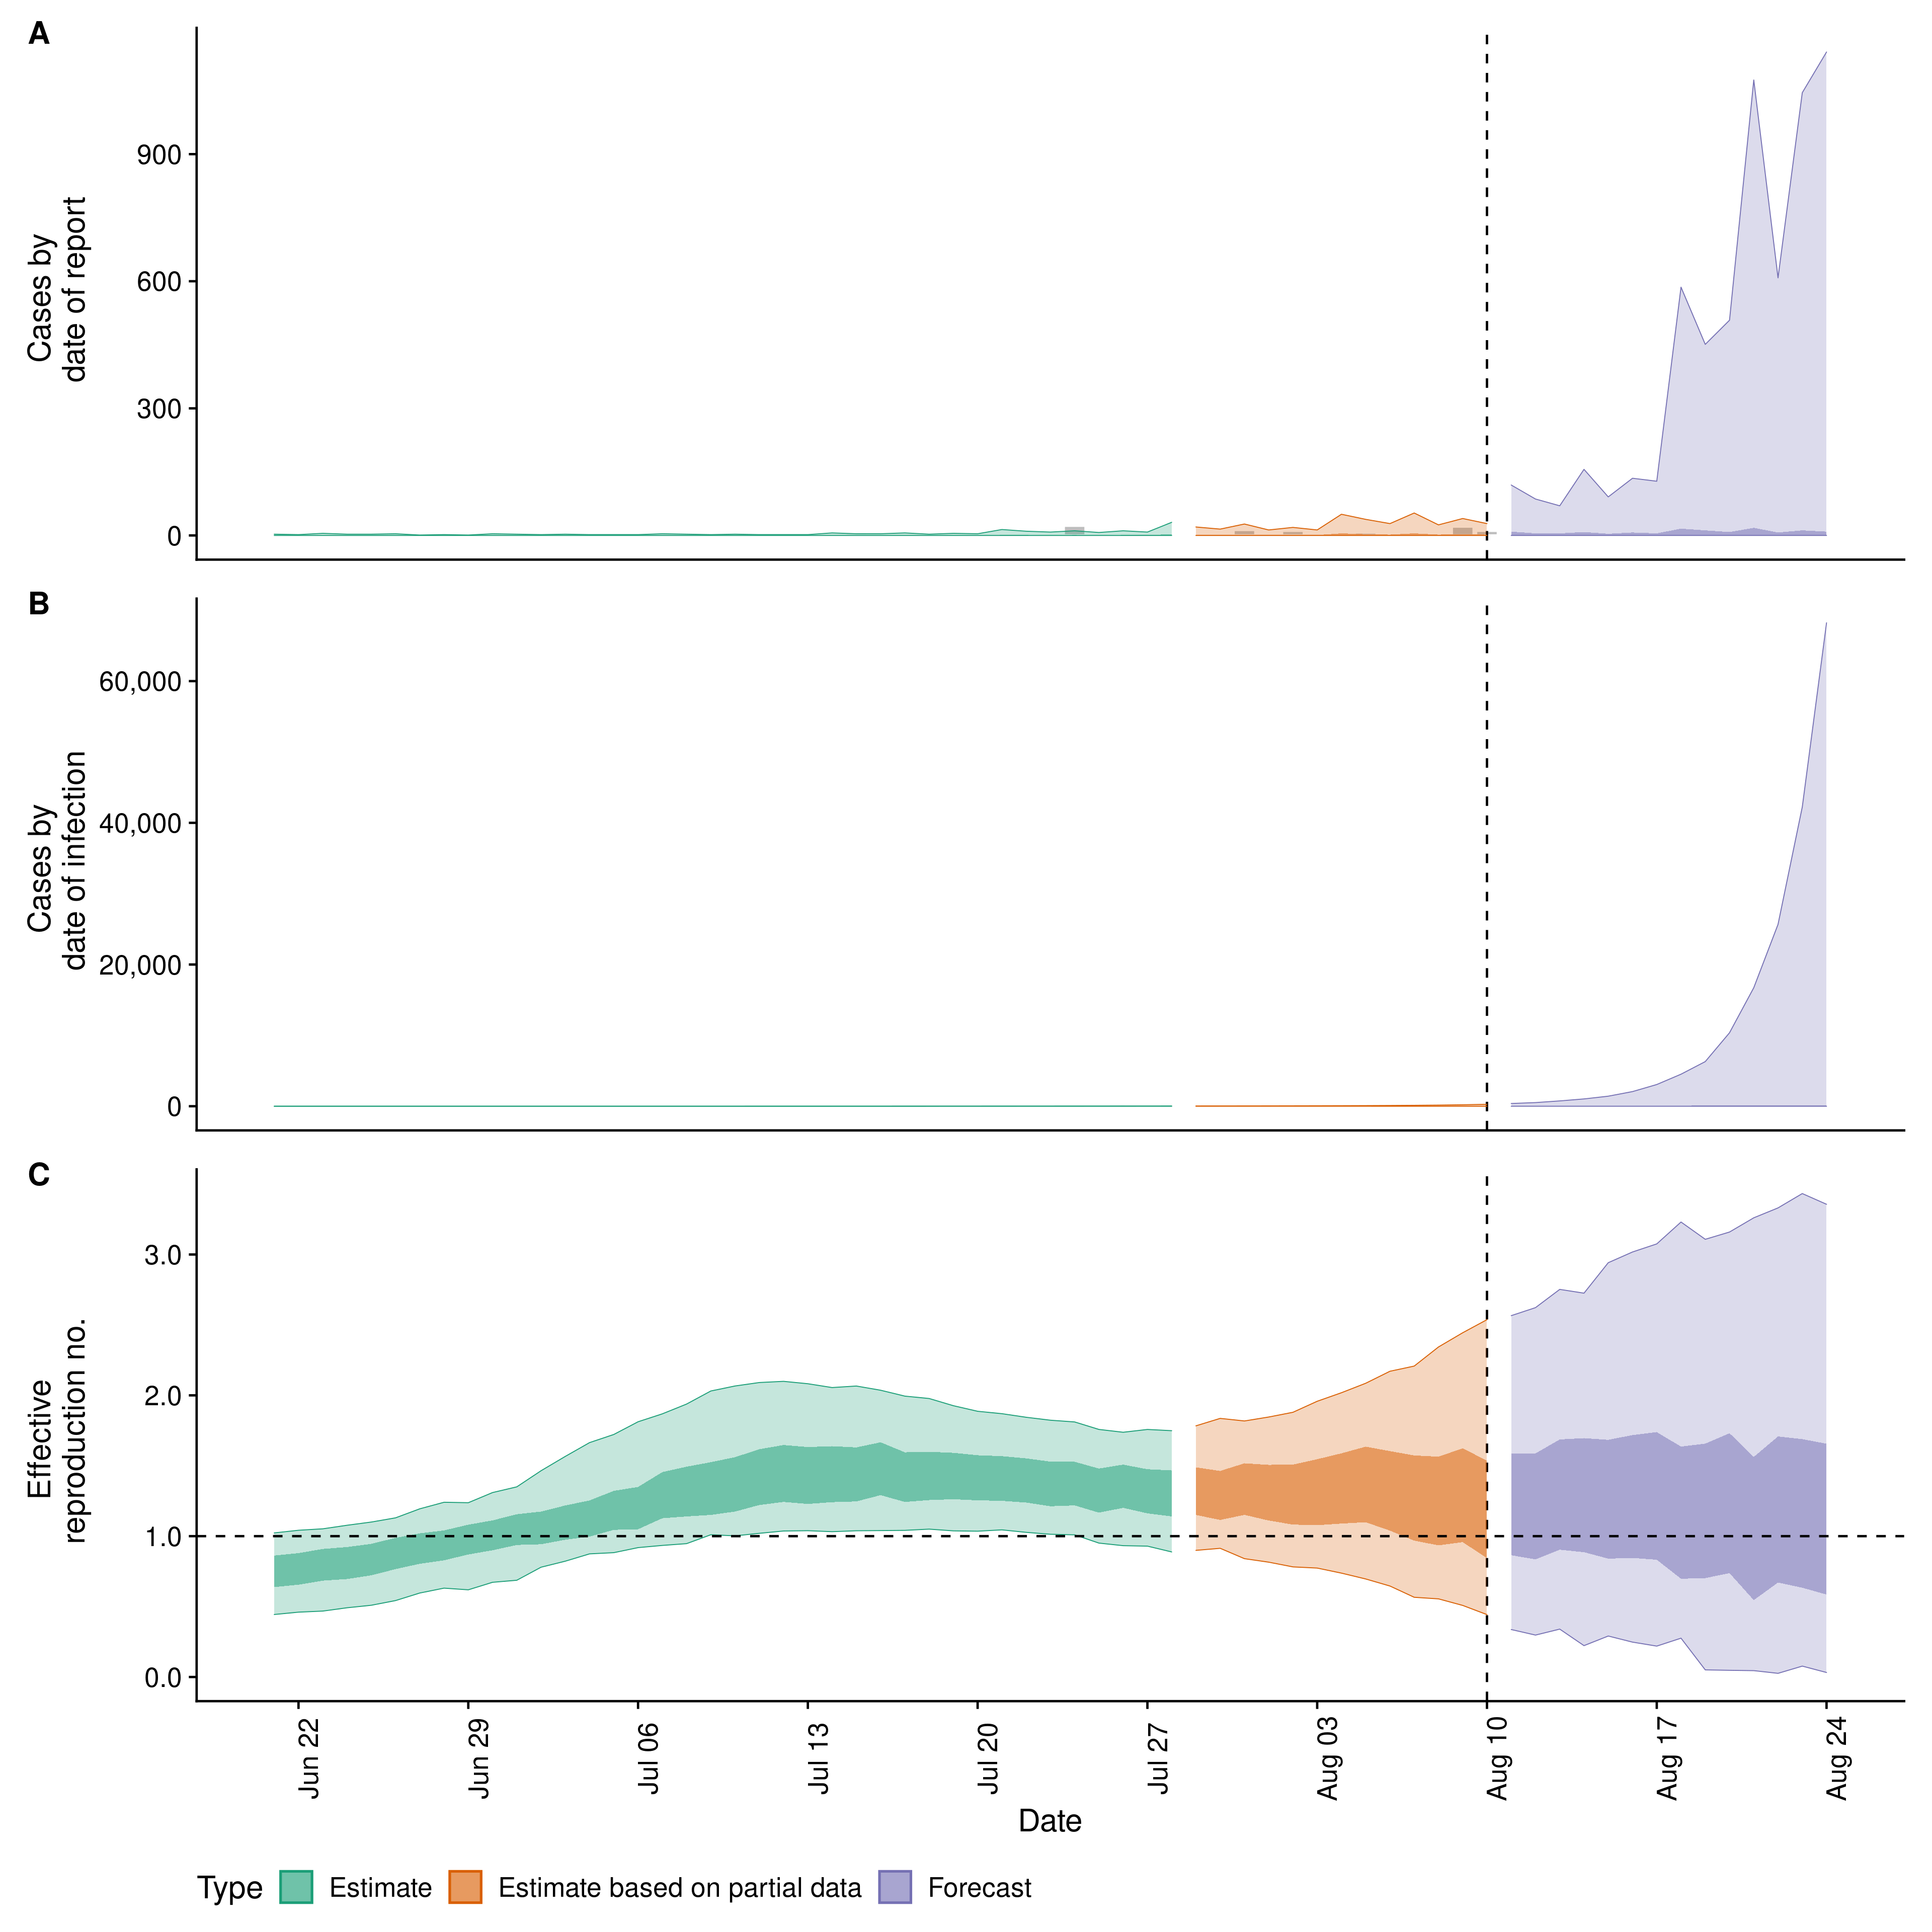 A
Cases by
date of report
900
600
300
0
B
Cases by
date of infection
60,000
40,000
20,000
0
C
Effective
reproduction no.
3.0
2.0
1.0
0.0
Jun 22
Jun 29
Jul 06
Jul 13
Jul 20
Jul 27
Aug 03
Aug 10
Aug 17
Aug 24
Date
Type Estimate Estimate based on partial data Forecast